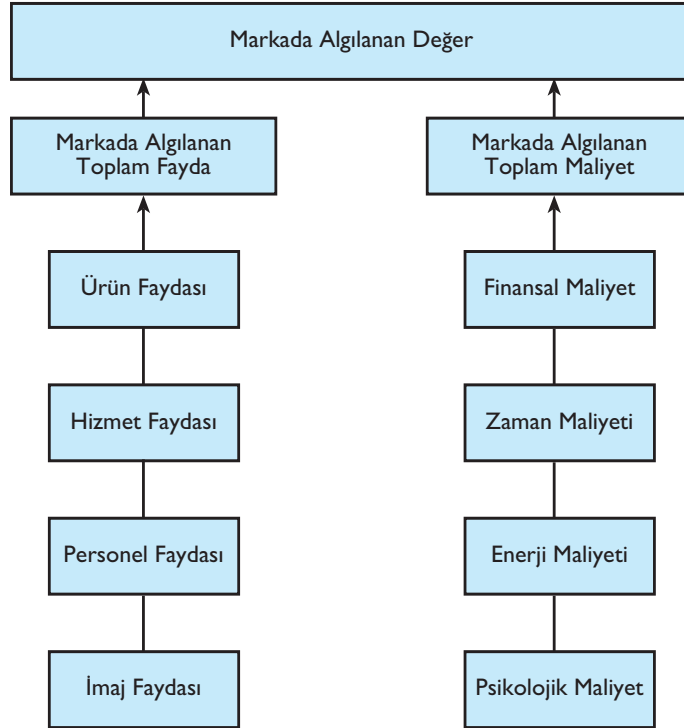 Markada Algılanan Değer
Markada Algılanan
Toplam Fayda
Markada Algılanan
Toplam Maliyet
Ürün Faydası
Finansal Maliyet
Hizmet Faydası
Zaman Maliyeti
Personel Faydası
Enerji Maliyeti
İmaj Faydası
Psikolojik Maliyet